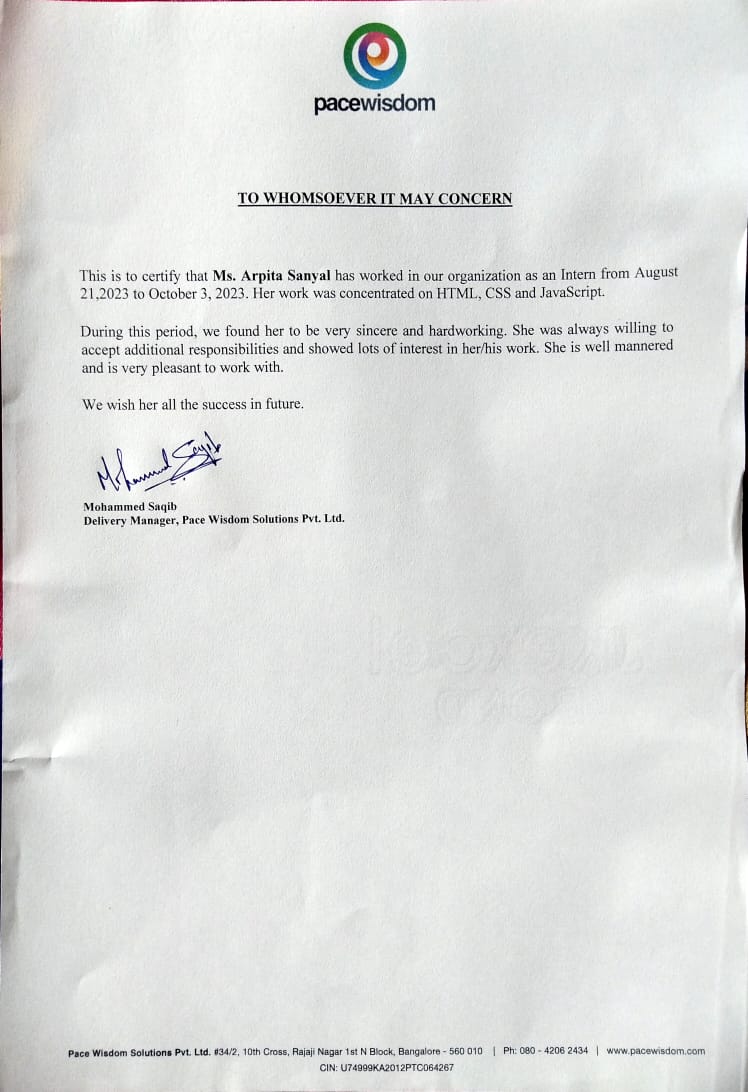 pacewisdom
TO WHOMSOEVER IT MAY CONCERN
This is to certify that Ms. Arpita Sanyal has worked in our organization as an Intern from August
21,2023 to October 3, 2023. Her work was concentrated on HTML, CSS and JavaScript.
During this period, we found her to be very sincere and hardworking. She was always willing to
accept additional responsibilities and showed lots of interest in her/his work. She is well mannered
and is very pleasant to work with.
We wish her all the success in future.
Mohammed Saqib
Mohammed Saqib
Delivery Manager, Pace Wisdom Solutions Pvt. Ltd.
Pace Wisdom Solutions Pvt. Ltd. #34/2, 10th Cross, Rajaji Nagar 1st N Block, Bangalore - 560 010 | Ph: 080 - 4206 2434 | www.pacewisdom.com
CIN: U74999KA2012PTC064267